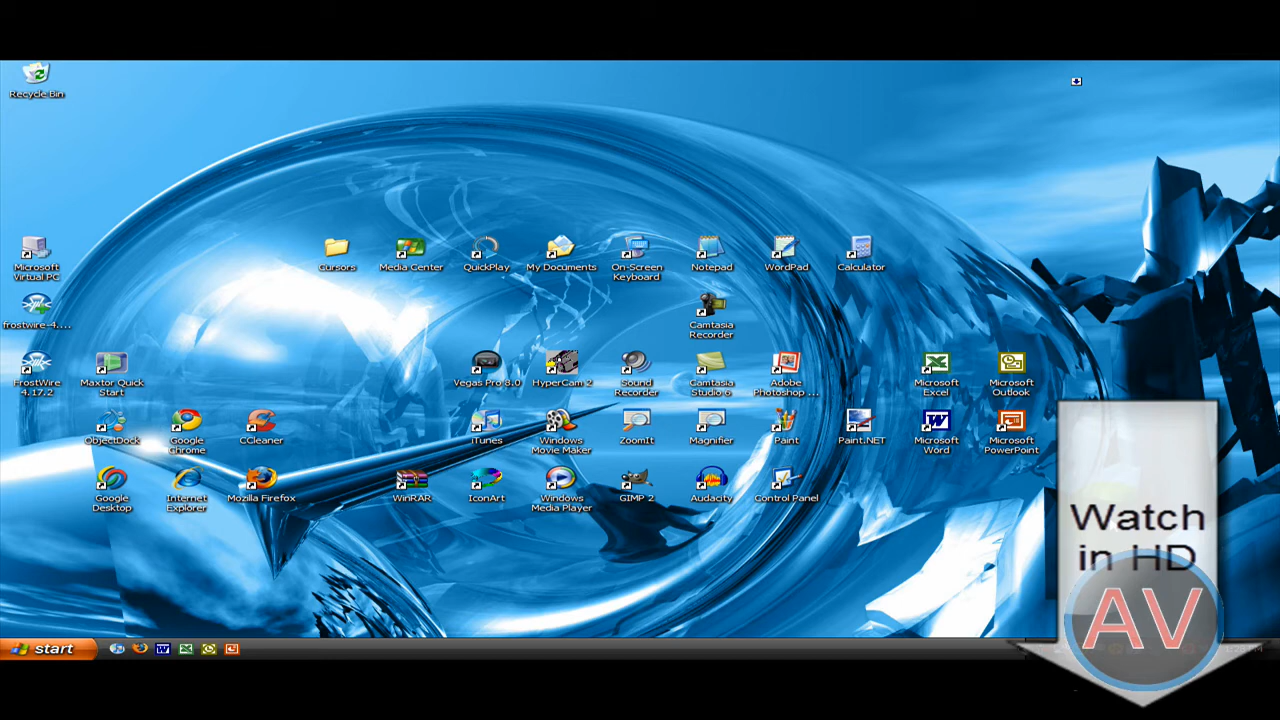 Recycle Bin
Microsoft
Virtual PC
Cursors
Media Center
QuickPlay
My Documents
On-Screen
Keyboard
Notepad
WordPad
Calculator
frostwire-4....
Camtasia
Recorder
FrostWire
4.17.2
Maxtor Quick
Start
Vegas Pro 8.0
HyperCam 2
Sound
Recorder
Camtasia
Studio 6
Adobe
Photoshop ...
Microsoft
Excel
Microsoft
Outlook
ObjectDock
Google
Chrome
CCleaner
iTunes
Windows
Movie Maker
ZoomIt
Magnifier
Paint
Paint.NET
Microsoft
Word
Microsoft
PowerPoint
Google
Desktop
Internet
Explorer
Mozilla Firefox
WinRAR
IconArt
Windows
Media Player
GIMP 2
Audacity
Control Panel
Watch
in HD
AV
start